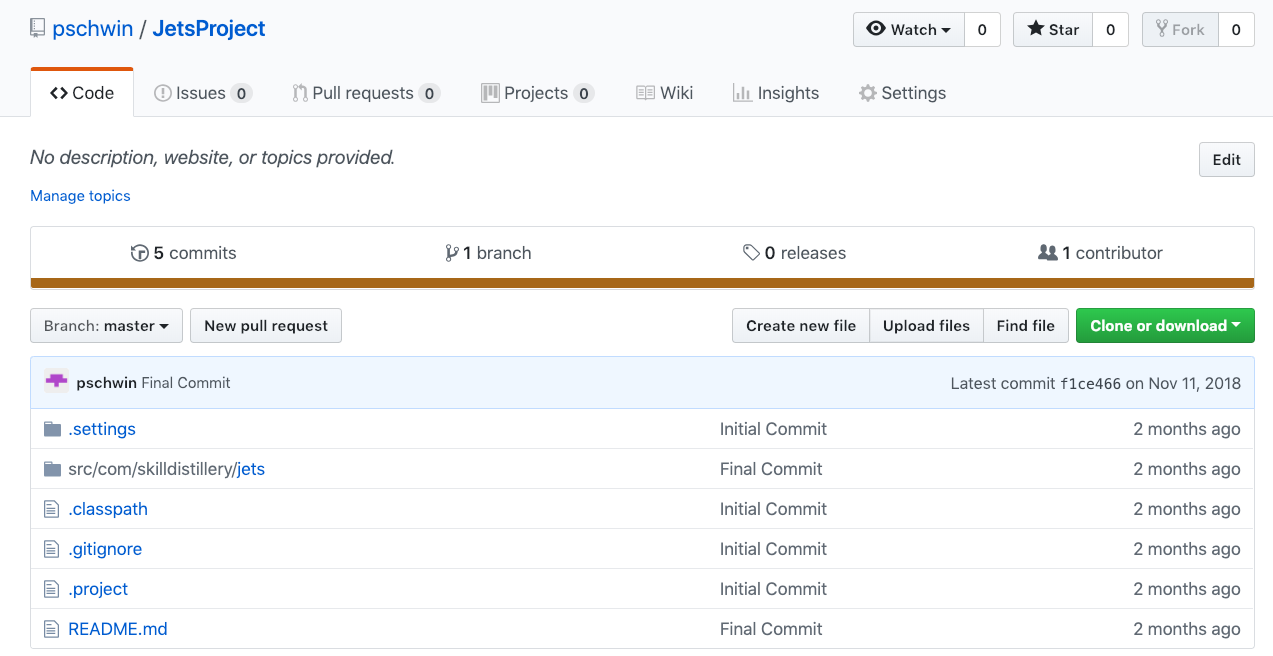 pschwin / JetsProject
Watch 0 Star 0 Fork 0
Code Issues 0 Pull requests 0 Projects 0 Wiki Insights Settings
No description, website, or topics provided. Edit
Manage topics
5 commits 1 branch 0 releases 1 contributor
Branch: master New pull request Create new file Upload files Find file Clone or download
pschwin Final Commit Latest commit f1ce466 on Nov 11, 2018
.settings Initial Commit 2 months ago
src/com/skilldistillery/jets Final Commit 2 months ago
.classpath Initial Commit 2 months ago
.gitignore Initial Commit 2 months ago
.project Initial Commit 2 months ago
README.md Final Commit 2 months ago